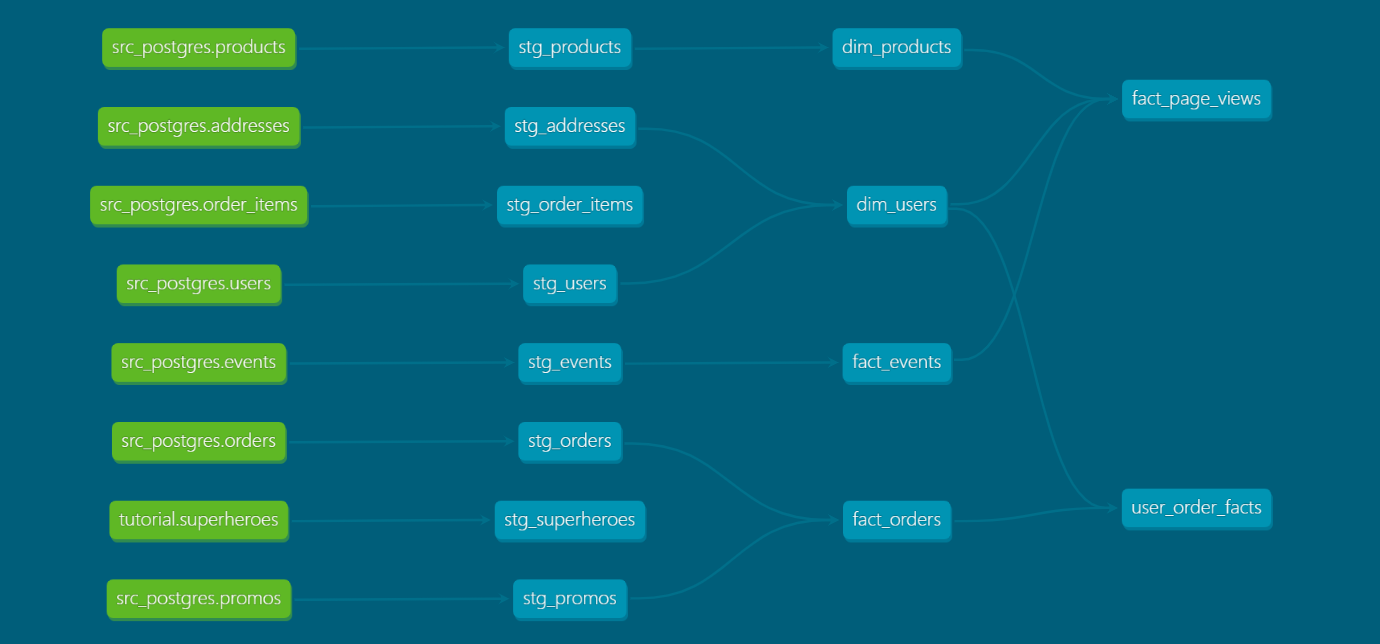 src_postgres.products
stg_products
dim_products
fact_page_views
src_postgres.addresses
stg_addresses
src_postgres.order_items
stg_order_items
dim_users
src_postgres.users
stg_users
src_postgres.events
stg_events
fact_events
src_postgres.orders
stg_orders
user_order_facts
tutorial.superheroes
stg_superheroes
fact_orders
src_postgres.promos
stg_promos